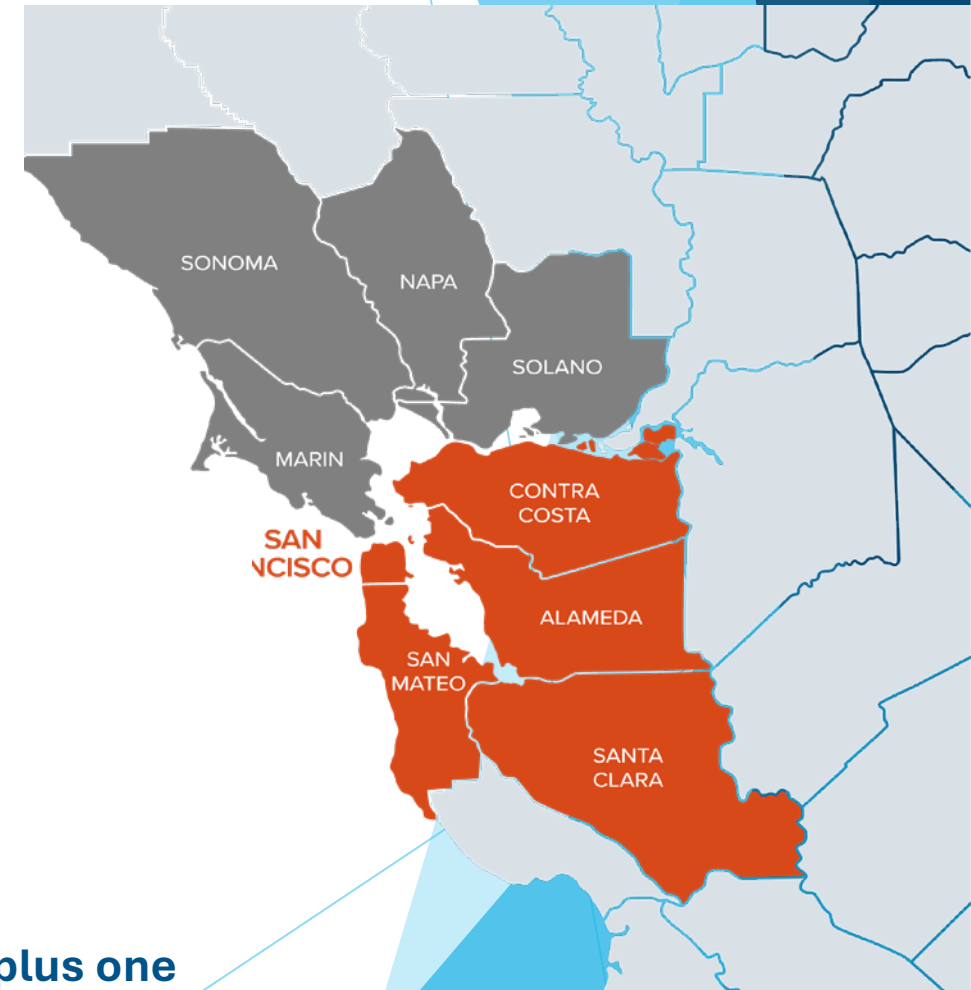 SONOMA
NAPA
SOLANO
MARIN
CONTRA
COSTA
SAN
NCISCO
ALAMEDA
SAN
MATEO
SANTA
CLARA
plus one